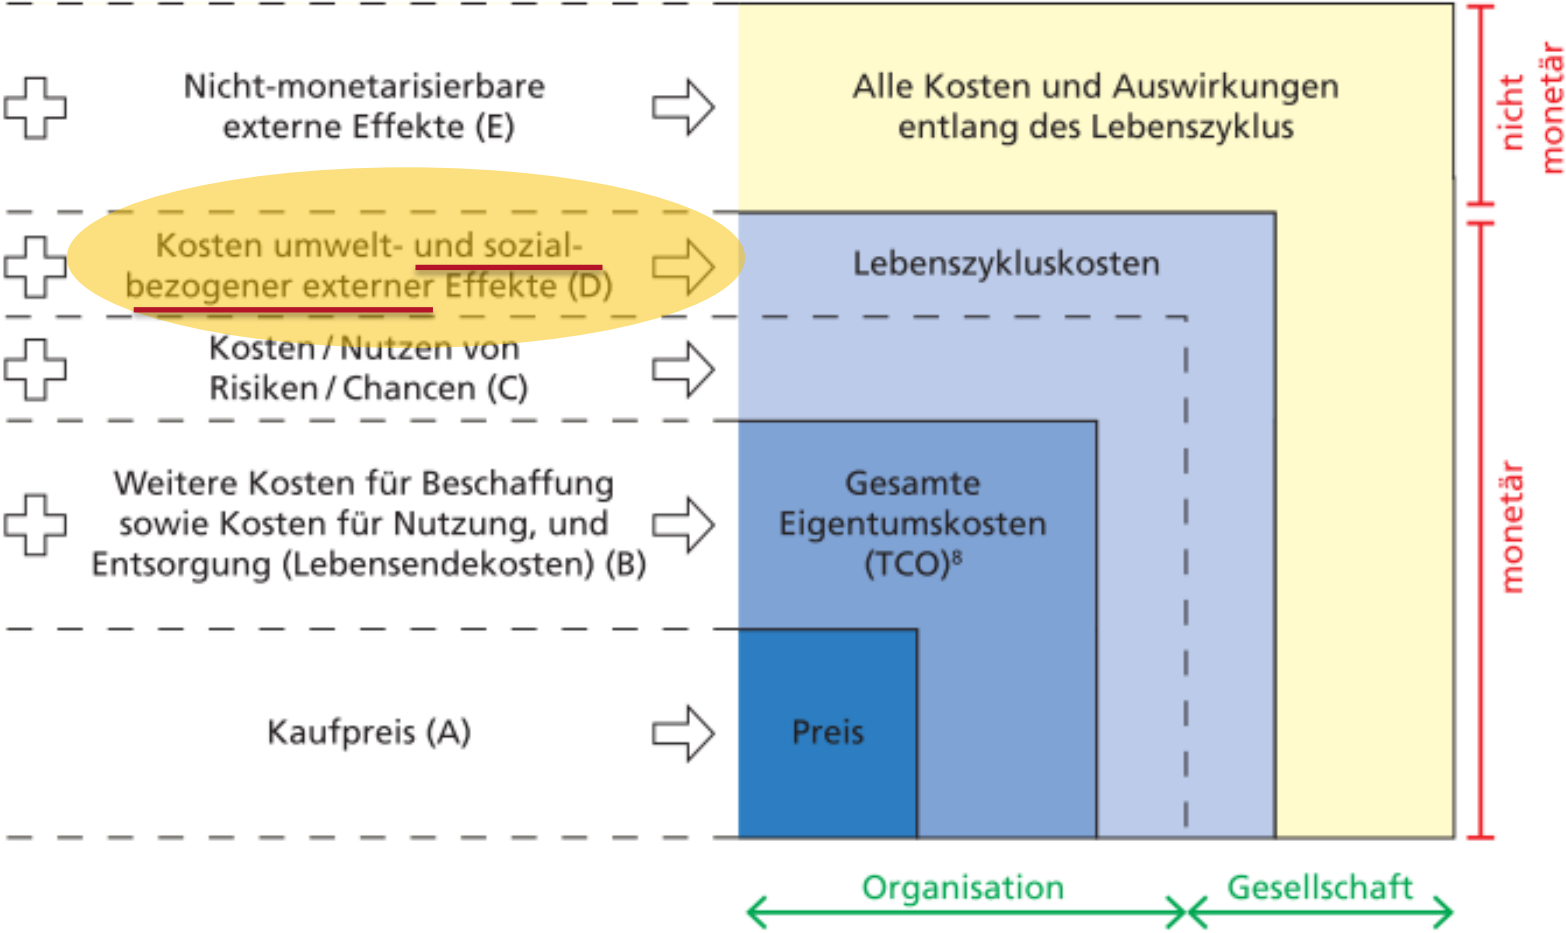 Nicht-monetarisierbare
externe Effekte (E)
Alle Kosten und Auswirkungen
entlang des Lebenszyklus
nicht
monetär
Kosten umwelt- und sozial-
bezogener externer Effekte (D)
Lebenszykluskosten
Kosten / Nutzen von
Risiken / Chancen (C)
Weitere Kosten für Beschaffung
sowie Kosten für Nutzung, und
Entsorgung (Lebensendekosten) (B)
Gesamte
Eigentumskosten
(TCO)⁸
monetär
Kaufpreis (A)
Preis
Organisation
Gesellschaft